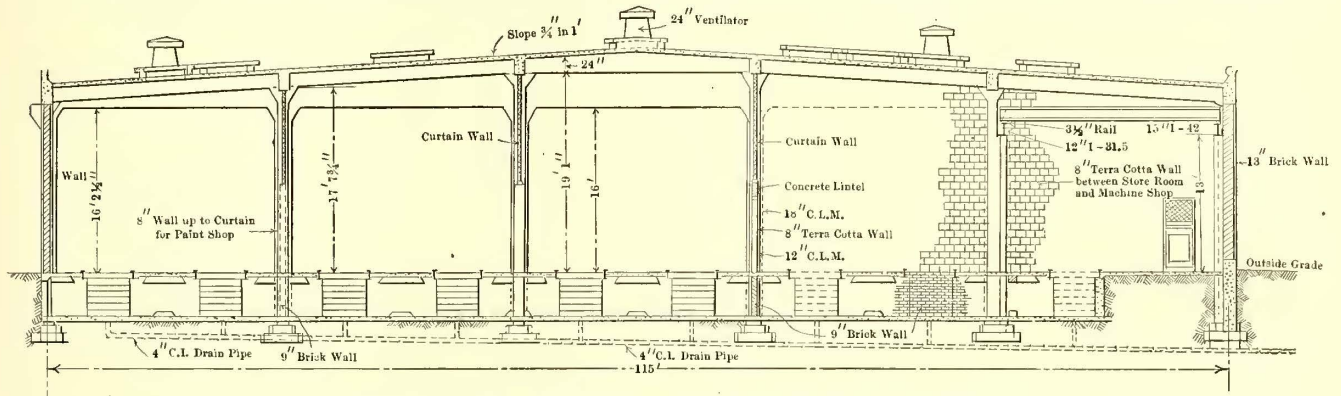 24" Ventilator
Slope 3/4" in 1'
24"
Wall
16' 2½"
8" Wall up to Curtain
for Paint Shop
17' 7¾"
Curtain Wall
19' 1"
16'
Curtain Wall
Concrete Lintel
18" C.L.M.
8" Terra Cotta Wall
12" C.L.M.
3½" Rail
15" I-42
12" I-31.5
8" Terra Cotta Wall
between Store Room
and Machine Shop
13'
13" Brick Wall
Outside Grade
4" C.I. Drain Pipe
9" Brick Wall
4" C.I. Drain Pipe
9" Brick Wall
115'